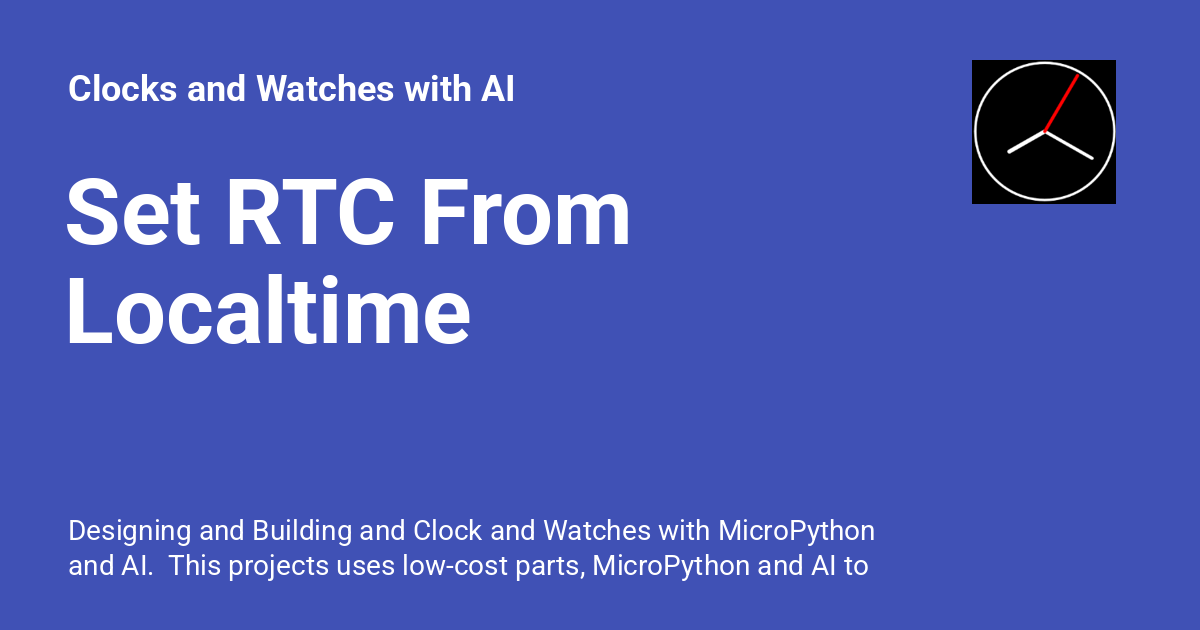 Clocks and Watches with AI
Set RTC From
Localtime
Designing and Building and Clock and Watches with MicroPython
and AI.  This projects uses low-cost parts, MicroPython and AI to